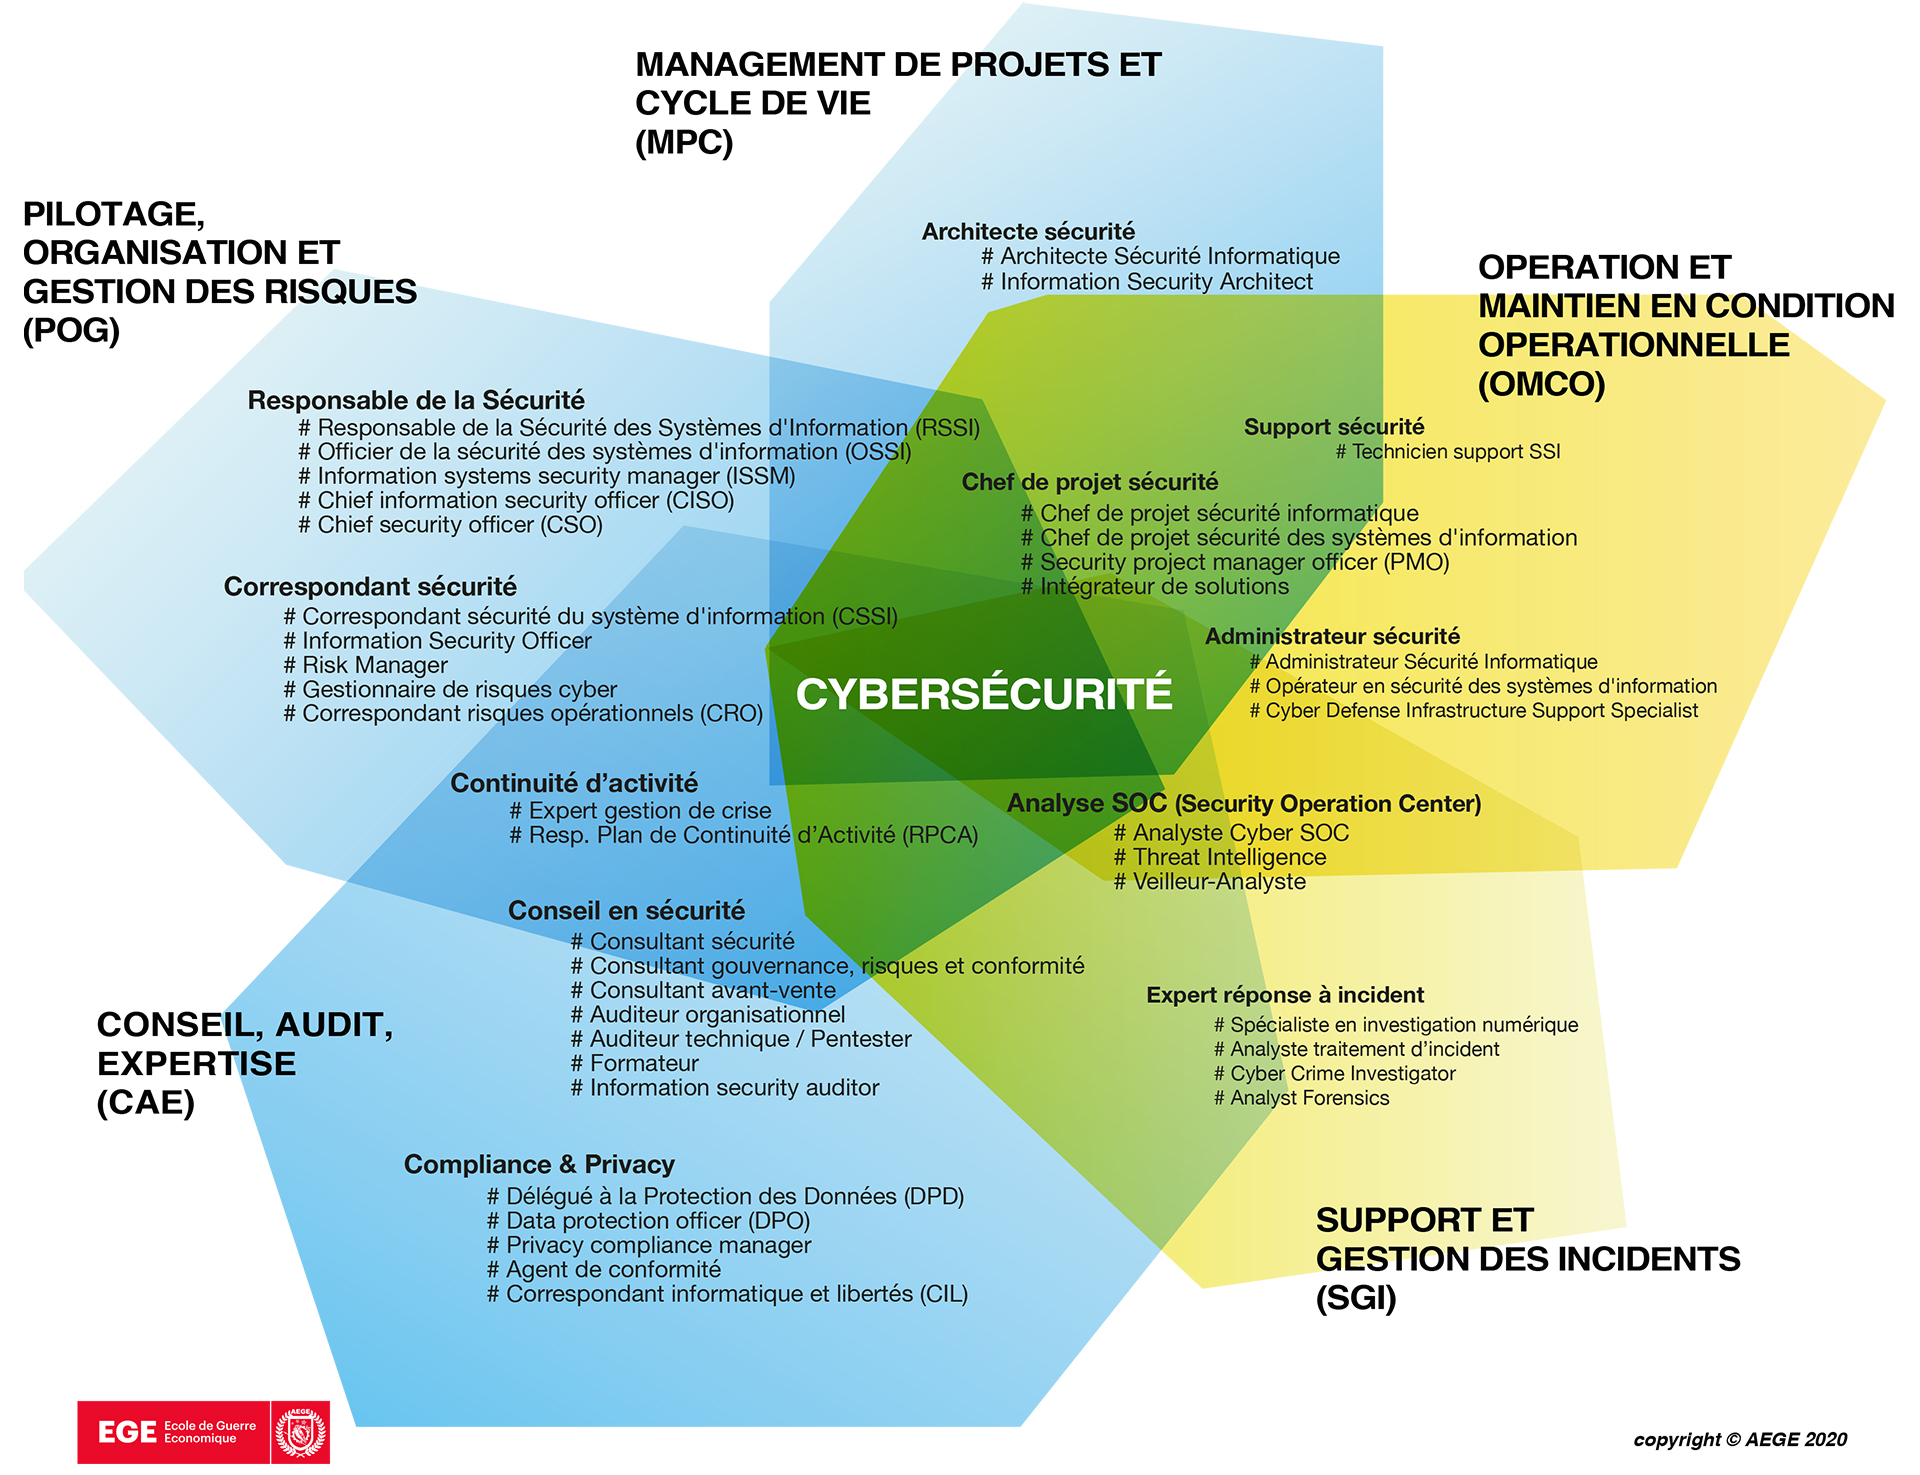 MANAGEMENT DE PROJETS ET
CYCLE DE VIE
(MPC)
PILOTAGE,
ORGANISATION ET
GESTION DES RISQUES
(POG)
Architecte sécurité
# Architecte Sécurité Informatique
# Information Security Architect
OPERATION ET
MAINTIEN EN CONDITION
OPERATIONNELLE
(OMCO)
Responsable de la Sécurité
# Responsable de la Sécurité des Systèmes d'Information (RSSI)
# Officier de la sécurité des systèmes d'information (OSSI)
# Information systems security manager (ISSM)
# Chief information security officer (CISO)
# Chief security officer (CSO)
Support sécurité
# Technicien support SSI
Chef de projet sécurité
# Chef de projet sécurité informatique
# Chef de projet sécurité des systèmes d'information
# Security project manager officer (PMO)
# Intégrateur de solutions
Correspondant sécurité
# Correspondant sécurité du système d'information (CSSI)
# Information Security Officer
# Risk Manager
# Gestionnaire de risques cyber
# Correspondant risques opérationnels (CRO)
Administrateur sécurité
# Administrateur Sécurité Informatique
# Opérateur en sécurité des systèmes d'information
# Cyber Defense Infrastructure Support Specialist
CYBERSÉCURITÉ
Continuité d’activité
# Expert gestion de crise
# Resp. Plan de Continuité d’Activité (RPCA)
Analyse SOC (Security Operation Center)
# Analyste Cyber SOC
# Threat Intelligence
# Veilleur-Analyste
Conseil en sécurité
# Consultant sécurité
# Consultant gouvernance, risques et conformité
# Consultant avant-vente
# Auditeur organisationnel
# Auditeur technique / Pentester
# Formateur
# Information security auditor
Expert réponse à incident
# Spécialiste en investigation numérique
# Analyste traitement d’incident
# Cyber Crime Investigator
# Analyst Forensics
CONSEIL, AUDIT,
EXPERTISE
(CAE)
Compliance & Privacy
# Délégué à la Protection des Données (DPD)
# Data protection officer (DPO)
# Privacy compliance manager
# Agent de conformité
# Correspondant informatique et libertés (CIL)
SUPPORT ET
GESTION DES INCIDENTS
(SGI)
EGE Ecole de Guerre
Economique
AEGE
copyright © AEGE 2020